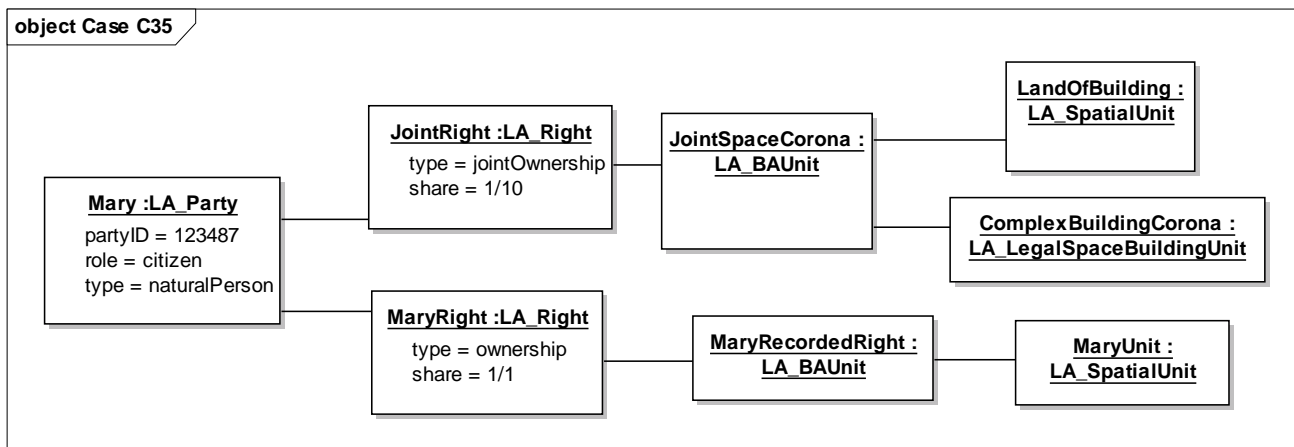 object Case C35
Mary :LA_Party
partyID = 123487
role = citizen
type = naturalPerson
JointRight :LA_Right
type = jointOwnership
share = 1/10
JointSpaceCorona :
LA_BAUnit
LandOfBuilding :
LA_SpatialUnit
ComplexBuildingCorona :
LA_LegalSpaceBuildingUnit
MaryRight :LA_Right
type = ownership
share = 1/1
MaryRecordedRight :
LA_BAUnit
MaryUnit :
LA_SpatialUnit